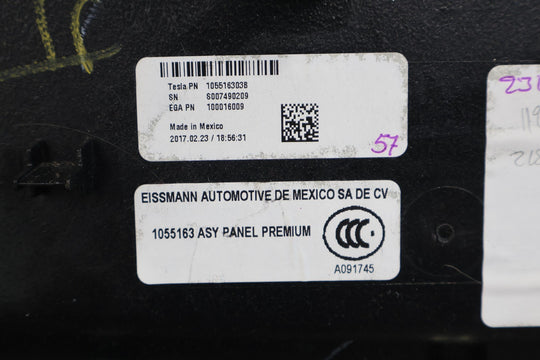 Tesla PN 1055163038
SN S007490209
EGA PN 100016009
Made in Mexico
2017.02.23 / 18:56:31
57
EISSMANN AUTOMOTIVE DE MEXICO SA DE CV
1055163 ASY PANEL PREMIUM
CCC
A091745